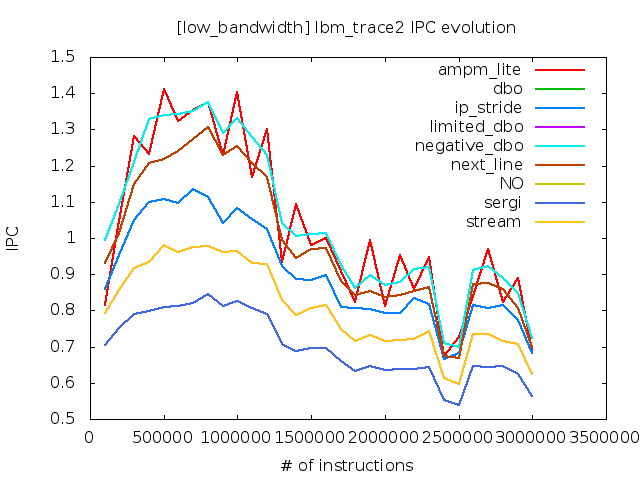 [low_bandwidth] lbm_trace2 IPC evolution
1.5
1.4
1.3
1.2
1.1
1
0.9
0.8
0.7
0.6
0.5
IPC
ampm_lite
dbo
ip_stride
limited_dbo
negative_dbo
next_line
NO
sergi
stream
0 500000 1000000 1500000 2000000 2500000 3000000 3500000
# of instructions